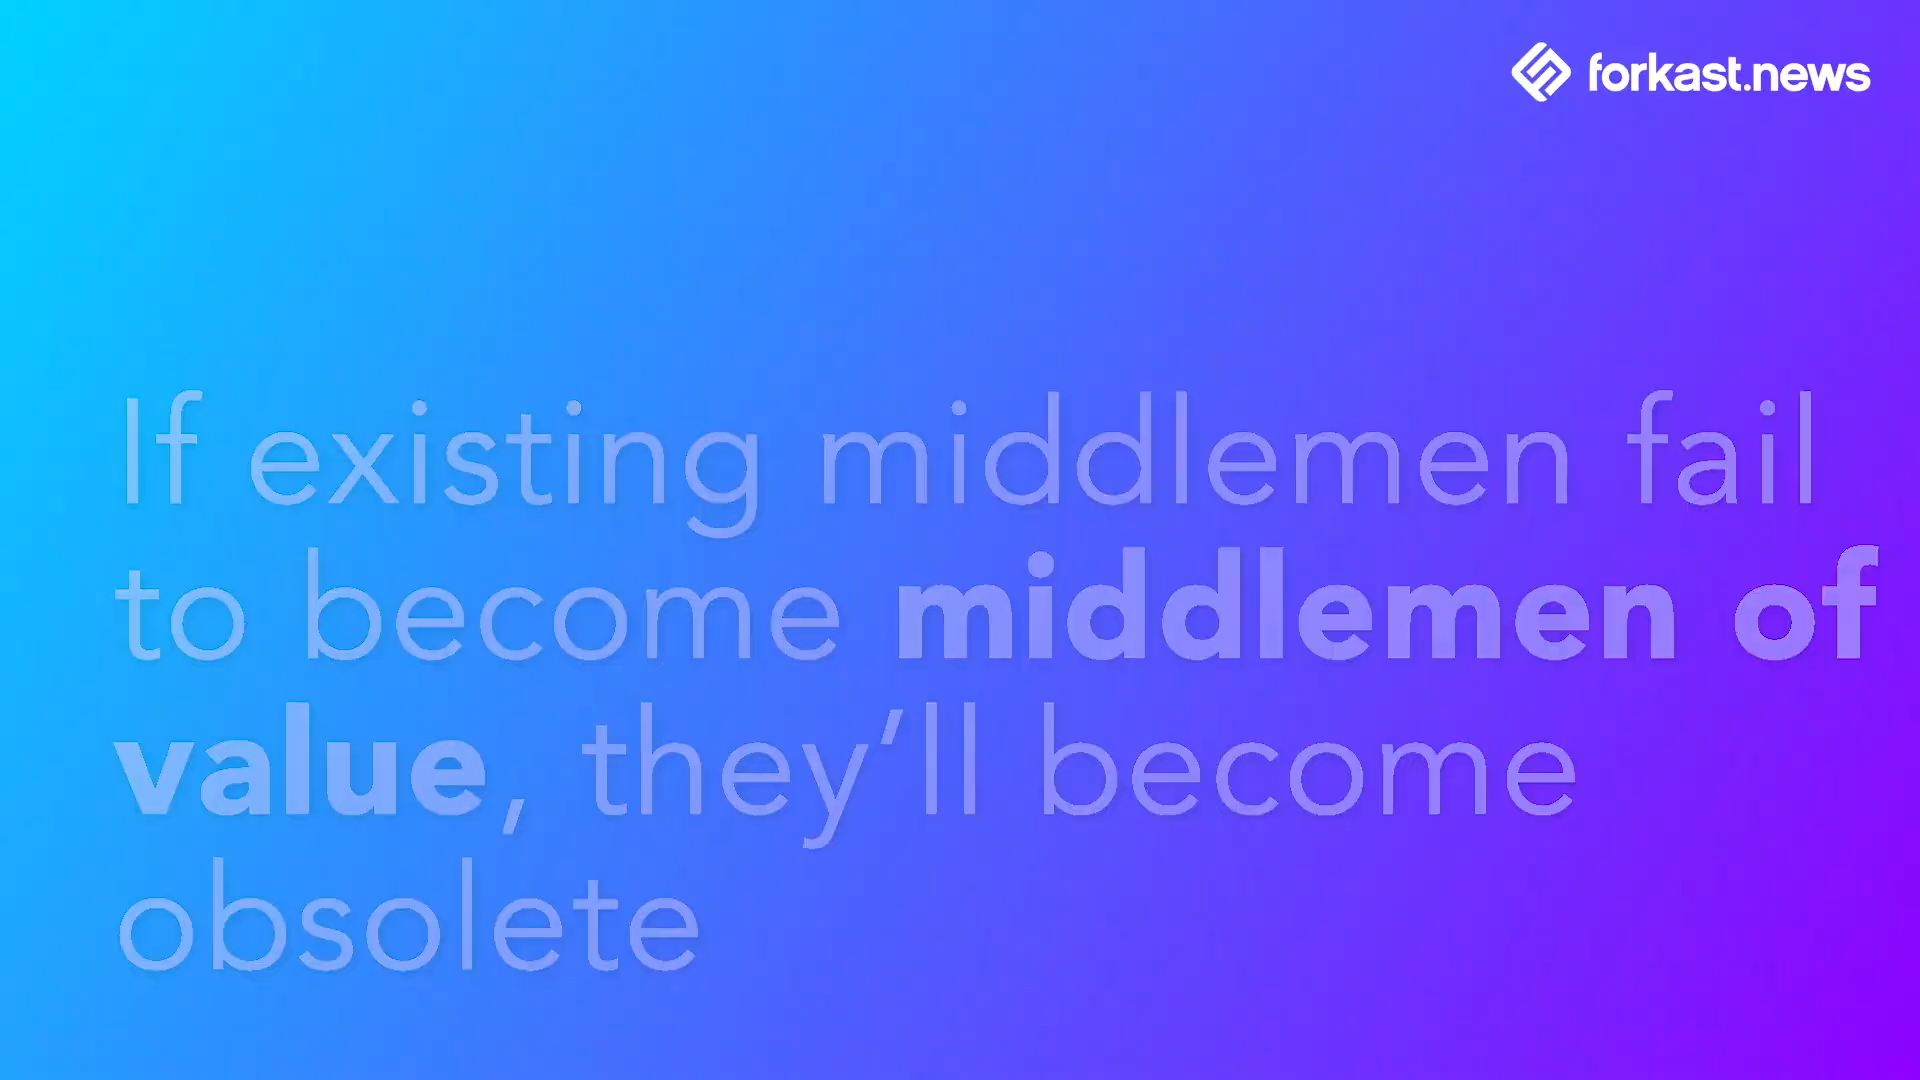 forkast.news
If existing middlemen fail
to become middlemen of
value, they’ll become
obsolete